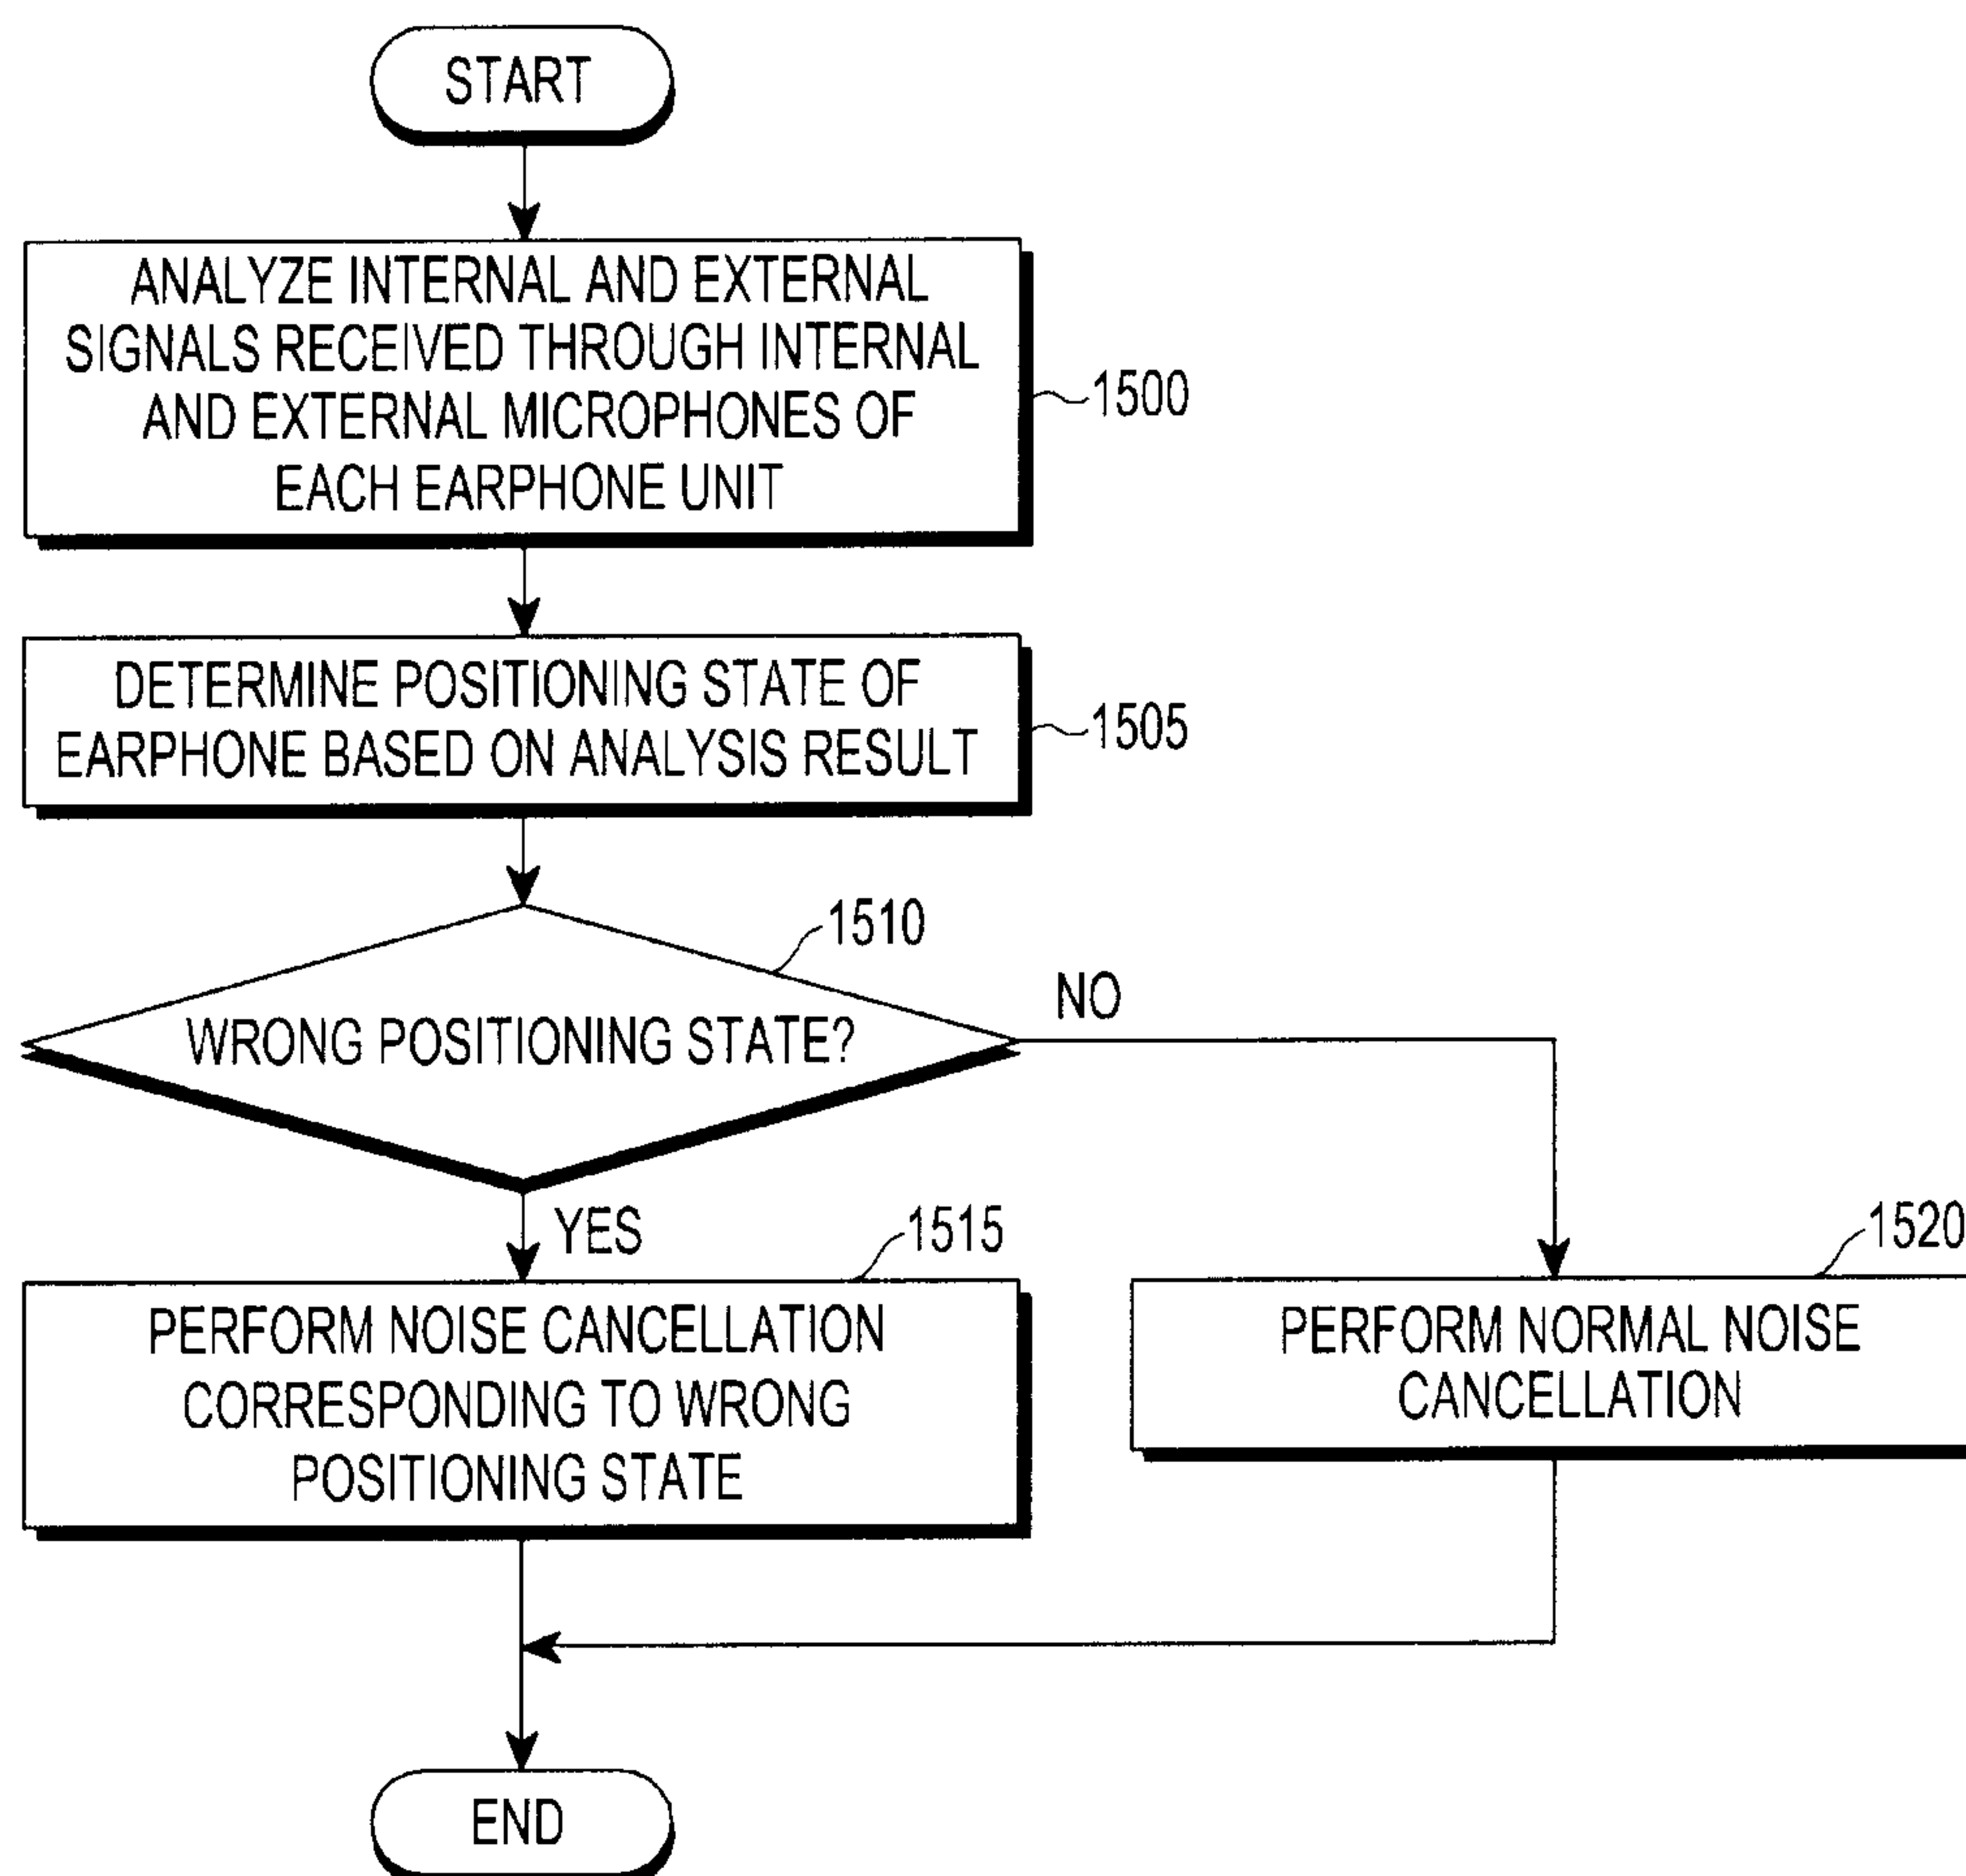 START
ANALYZE INTERNAL AND EXTERNAL
SIGNALS RECEIVED THROUGH INTERNAL
AND EXTERNAL MICROPHONES OF
EACH EARPHONE UNIT
1500
DETERMINE POSITIONING STATE OF
EARPHONE BASED ON ANALYSIS RESULT
1505
1510
WRONG POSITIONING STATE?
NO
YES
1515
PERFORM NOISE CANCELLATION
CORRESPONDING TO WRONG
POSITIONING STATE
1520
PERFORM NORMAL NOISE
CANCELLATION
END